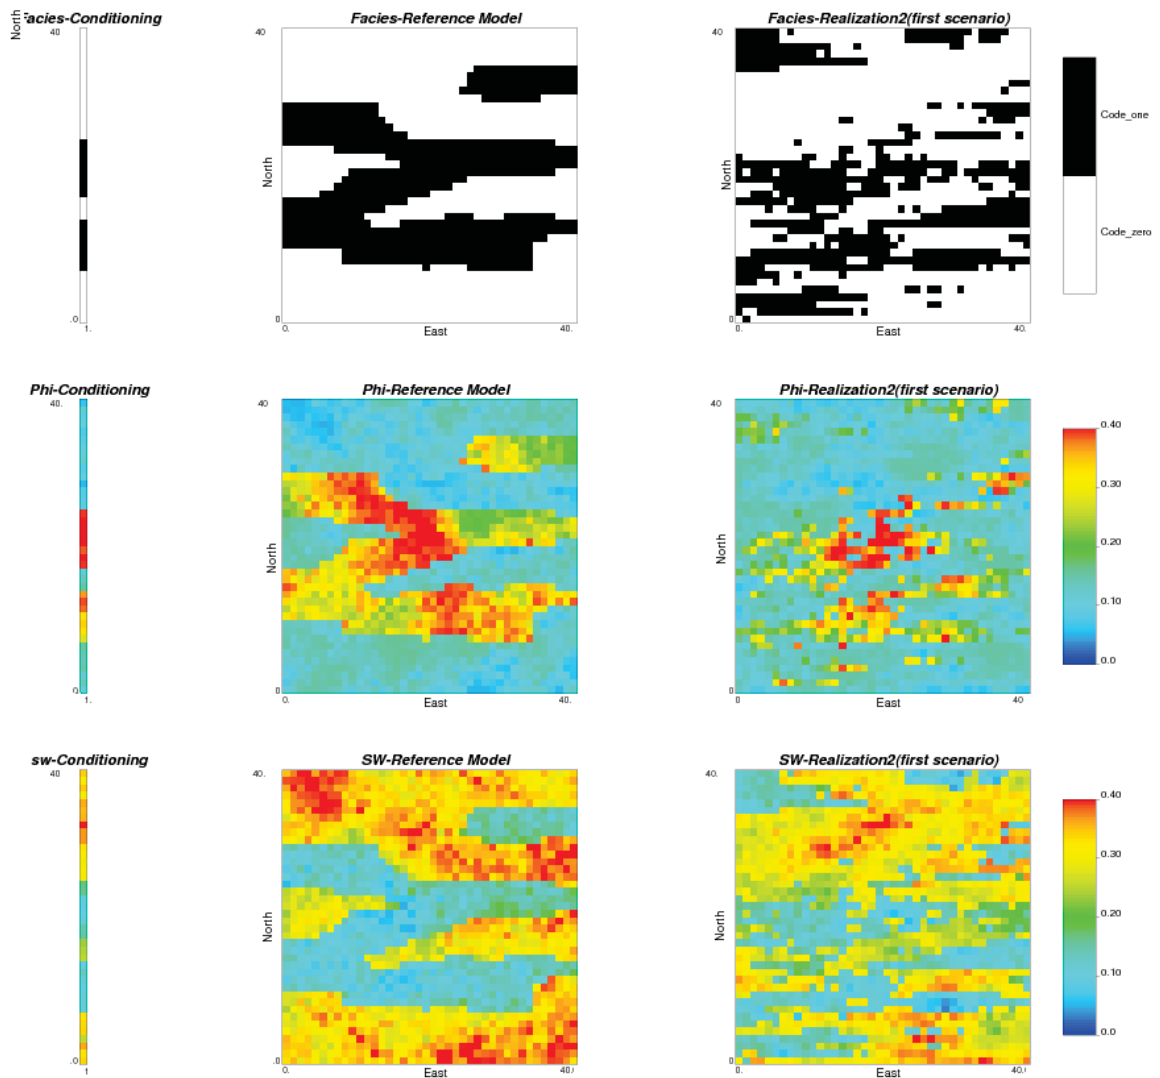 North
'acies-Conditioning
Facies-Reference Model
Facies-Realization2(first scenario)
40
40
40
North
North
Code_one
Code_zero
.0
1.
0
0.
East
40.
0
0.
East
40.
Phi-Conditioning
Phi-Reference Model
Phi-Realization2(first scenario)
40.
40
40
North
North
0.40
0.30
0.20
0.10
0.0
0
1.
0
0.
East
40.
0
0.
East
40.
sw-Conditioning
SW-Reference Model
SW-Realization2(first scenario)
40
40.
40.
North
North
0.40
0.30
0.20
0.10
0.0
.0
1
.0
0.
East
40.
0
0.
East
40.